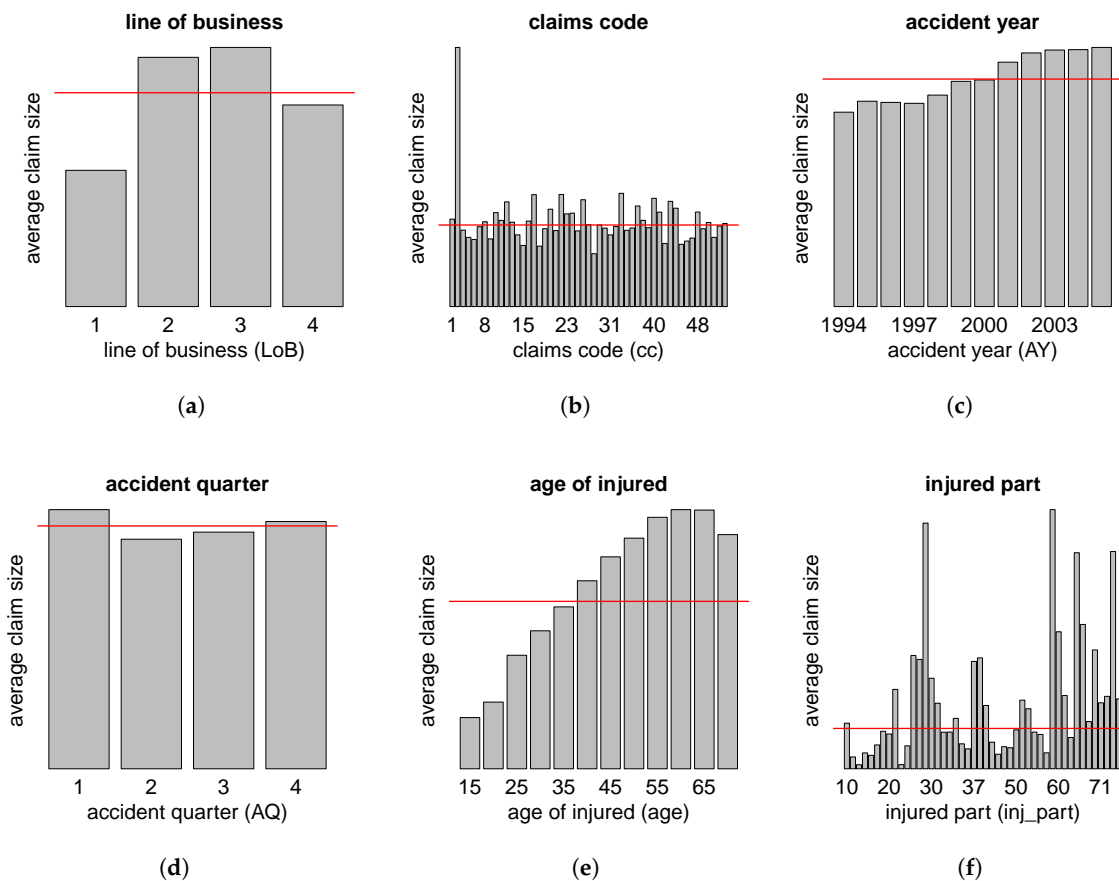 line of business
average claim size
1 2 3 4
line of business (LoB)
(a)
claims code
average claim size
1 8 15 23 31 40 48
claims code (cc)
(b)
accident year
average claim size
1994 1997 2000 2003
accident year (AY)
(c)
accident quarter
average claim size
1 2 3 4
accident quarter (AQ)
(d)
age of injured
average claim size
15 25 35 45 55 65
age of injured (age)
(e)
injured part
average claim size
10 20 30 37 50 60 71
injured part (inj_part)
(f)